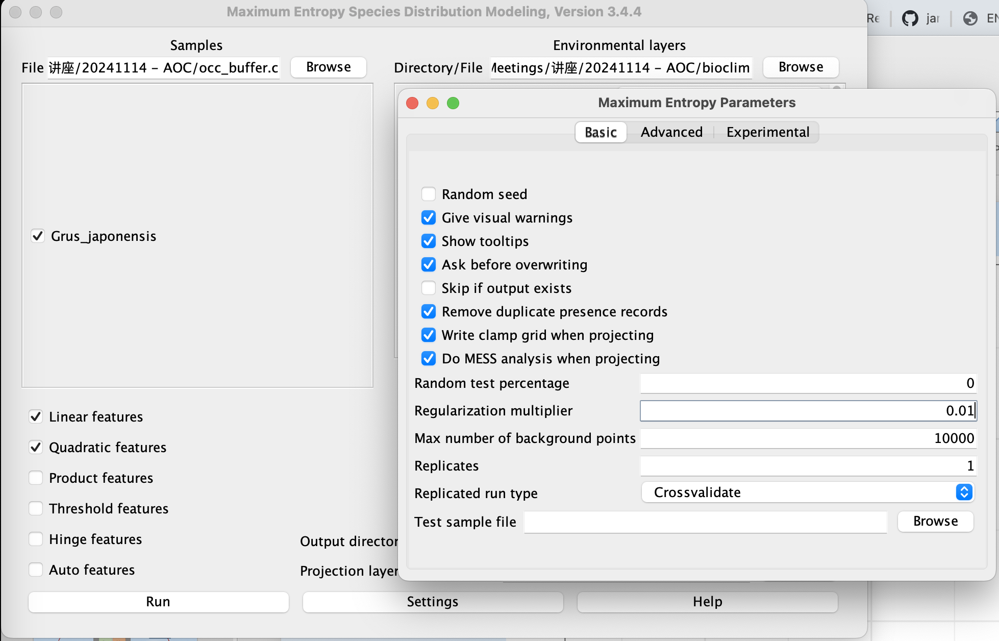 Maximum Entropy Species Distribution Modeling, Version 3.4.4
Samples
File 讲座/20241114 - AOC/occ_buffer.c Browse
Grus_japonensis
Linear features
Quadratic features
Product features
Threshold features
Hinge features
Auto features
Environmental layers
Directory/File Meetings/讲座/20241114 - AOC/bioclim Browse
Output director
Projection layer
Run Settings Help
Maximum Entropy Parameters
Basic Advanced Experimental
Random seed
Give visual warnings
Show tooltips
Ask before overwriting
Skip if output exists
Remove duplicate presence records
Write clamp grid when projecting
Do MESS analysis when projecting
Random test percentage 0
Regularization multiplier 0.01
Max number of background points 10000
Replicates 1
Replicated run type Crossvalidate
Test sample file Browse